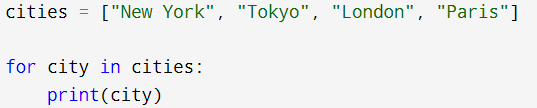 cities = ["New York", "Tokyo", "London", "Paris"]

for city in cities:
    print(city)